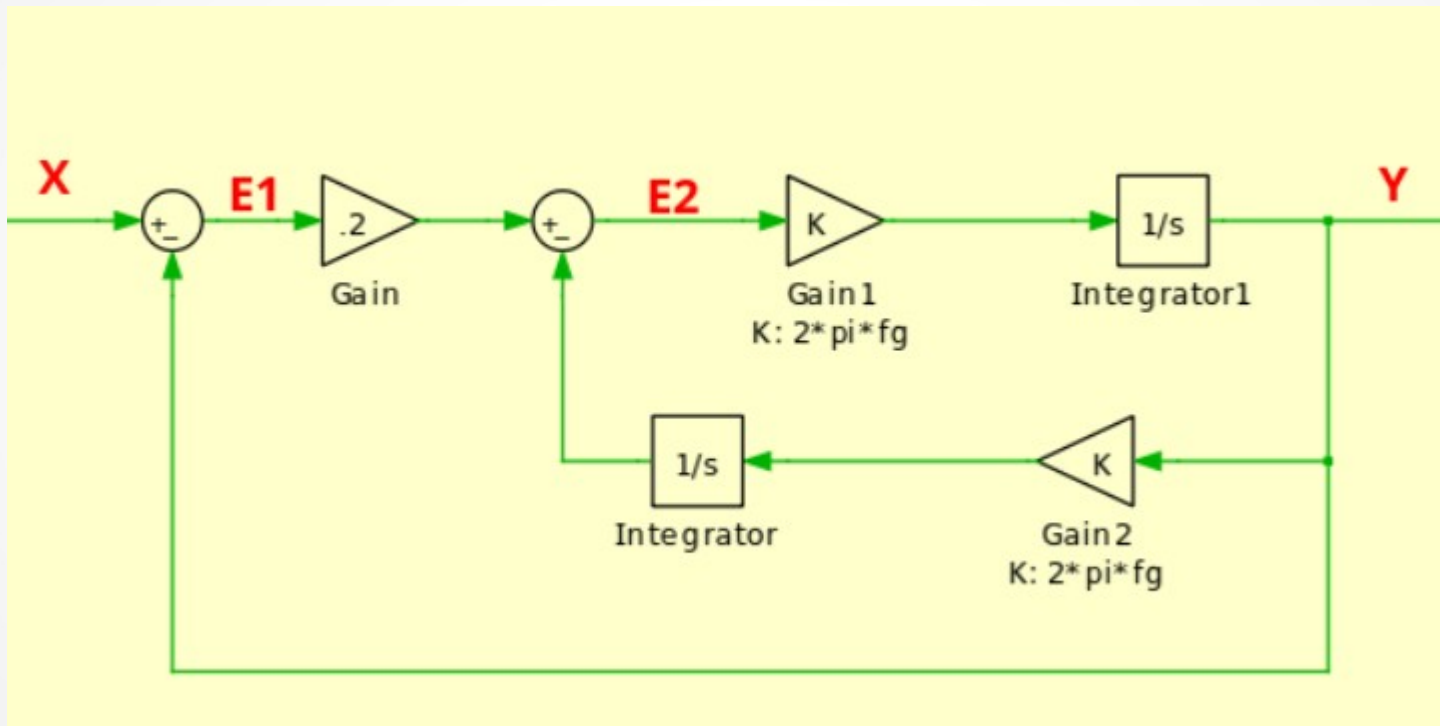 X
E1
E2
Y
+
−
.2
+
−
K
1/s
Gain
Gain1
Integrator1
K: 2*pi*fg
1/s
K
Integrator
Gain2
K: 2*pi*fg